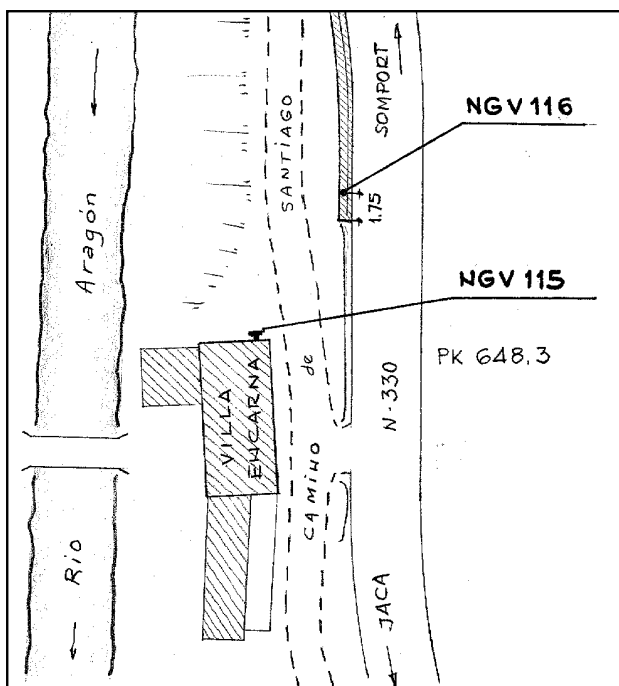 SOMPORT
NGV 116
SANTIAGO
1.75
Aragón
NGV 115
de
PK 648,3
N-330
VILLA
ENCARNA
CAMINO
Rio
JACA